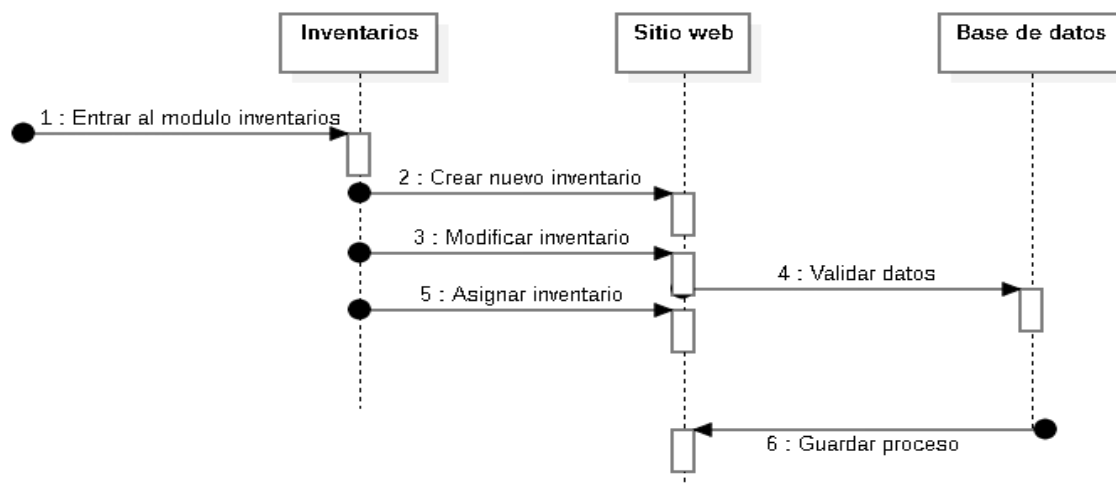 Inventarios
Sitio web
Base de datos
1 : Entrar al modulo inventarios
2 : Crear nuevo inventario
3 : Modificar inventario
4 : Validar datos
5 : Asignar inventario
6 : Guardar proceso